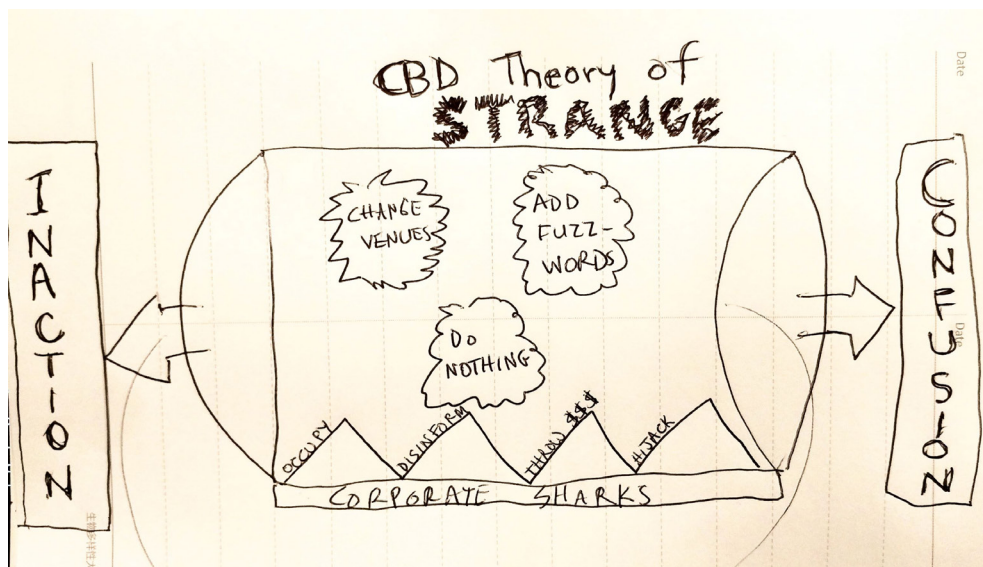 CBD Theory of
STRANGE
INACTION
CHANGE
VENUES
ADD
FUZZ-
WORDS
DO
NOTHING
OCCUPY
DISINFORM
THROW $$$
HIJACK
CORPORATE SHARKS
CONFUSION
Date
Date